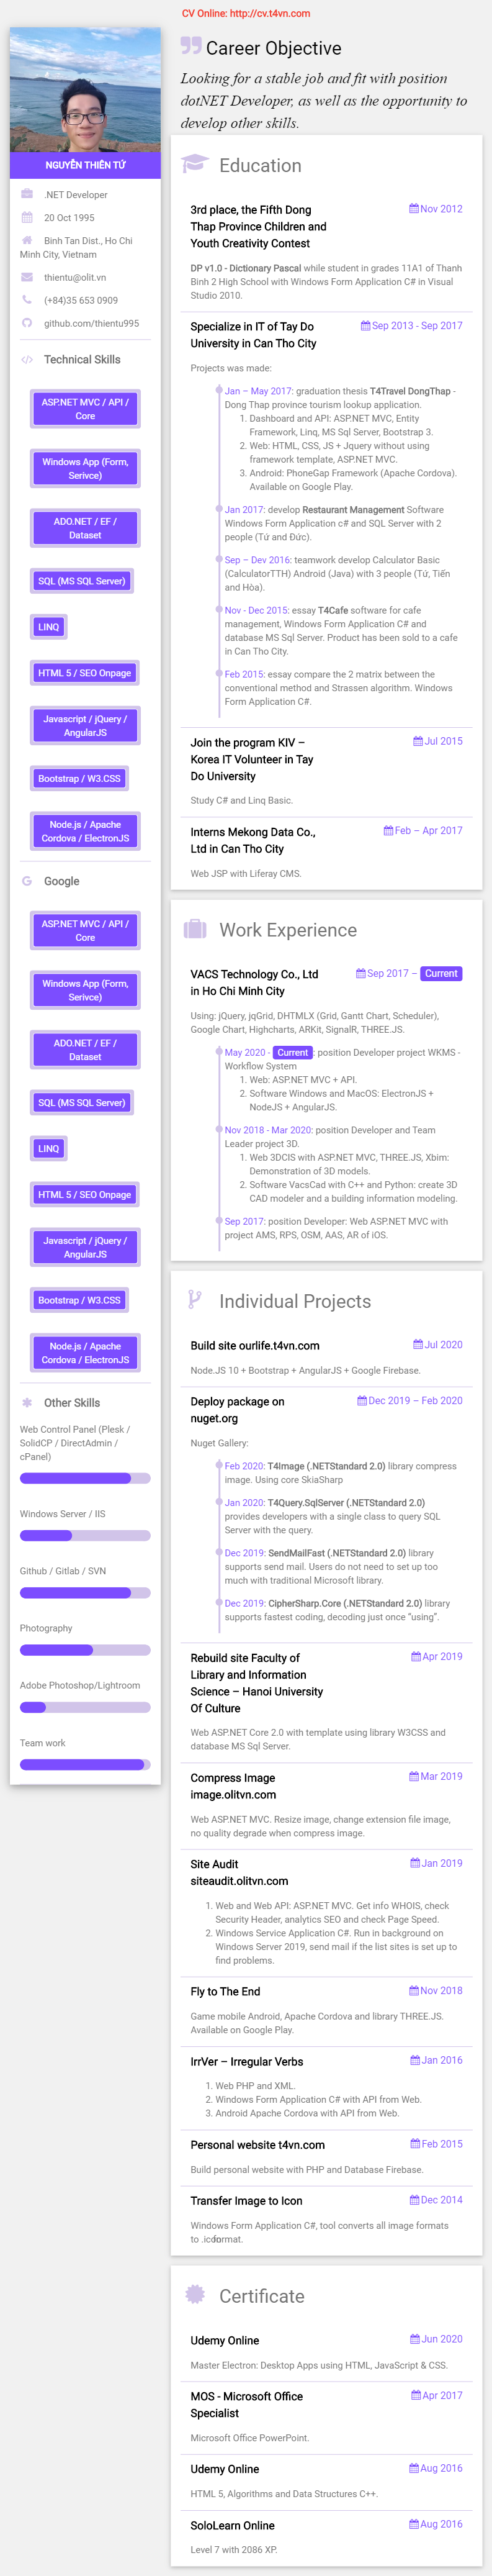 CV Online: http://cv.t4vn.com
NGUYỄN THIÊN TỨ
.NET Developer
20 Oct 1995
Binh Tan Dist., Ho Chi
Minh City, Vietnam
thientu@olit.vn
(+84)35 653 0909
github.com/thientu995
Technical Skills
ASP.NET MVC / API /
Core
Windows App (Form,
Serivce)
ADO.NET / EF /
Dataset
SQL (MS SQL Server)
LINQ
HTML 5 / SEO Onpage
Javascript / jQuery /
AngularJS
Bootstrap / W3.CSS
Node.js / Apache
Cordova / ElectronJS
Google
ASP.NET MVC / API /
Core
Windows App (Form,
Serivce)
ADO.NET / EF /
Dataset
SQL (MS SQL Server)
LINQ
HTML 5 / SEO Onpage
Javascript / jQuery /
AngularJS
Bootstrap / W3.CSS
Node.js / Apache
Cordova / ElectronJS
Other Skills
Web Control Panel (Plesk /
SolidCP / DirectAdmin /
cPanel)
Windows Server / IIS
Github / Gitlab / SVN
Photography
Adobe Photoshop/Lightroom
Team work
Career Objective
Looking for a stable job and fit with position
dotNET Developer, as well as the opportunity to
develop other skills.
Education
3rd place, the Fifth Dong
Thap Province Children and
Youth Creativity Contest
Nov 2012
DP v1.0 - Dictionary Pascal while student in grades 11A1 of Thanh
Binh 2 High School with Windows Form Application C# in Visual
Studio 2010.
Specialize in IT of Tay Do
University in Can Tho City
Sep 2013 - Sep 2017
Projects was made:
Jan – May 2017: graduation thesis T4Travel DongThap -
Dong Thap province tourism lookup application.
1. Dashboard and API: ASP.NET MVC, Entity
Framework, Linq, MS Sql Server, Bootstrap 3.
2. Web: HTML, CSS, JS + Jquery without using
framework template, ASP.NET MVC.
3. Android: PhoneGap Framework (Apache Cordova).
Available on Google Play.
Jan 2017: develop Restaurant Management Software
Windows Form Application c# and SQL Server with 2
people (Tứ and Đức).
Sep – Dev 2016: teamwork develop Calculator Basic
(CalculatorTTH) Android (Java) with 3 people (Tứ, Tiến
and Hòa).
Nov - Dec 2015: essay T4Cafe software for cafe
management, Windows Form Application C# and
database MS Sql Server. Product has been sold to a cafe
in Can Tho City.
Feb 2015: essay compare the 2 matrix between the
conventional method and Strassen algorithm. Windows
Form Application C#.
Join the program KIV –
Korea IT Volunteer in Tay
Do University
Jul 2015
Study C# and Linq Basic.
Interns Mekong Data Co.,
Ltd in Can Tho City
Feb – Apr 2017
Web JSP with Liferay CMS.
Work Experience
VACS Technology Co., Ltd
in Ho Chi Minh City
Sep 2017 – Current
Using: jQuery, jqGrid, DHTMLX (Grid, Gantt Chart, Scheduler),
Google Chart, Highcharts, ARKit, SignalR, THREE.JS.
May 2020 - Current: position Developer project WKMS -
Workflow System
1. Web: ASP.NET MVC + API.
2. Software Windows and MacOS: ElectronJS +
NodeJS + AngularJS.
Nov 2018 - Mar 2020: position Developer and Team
Leader project 3D.
1. Web 3DCIS with ASP.NET MVC, THREE.JS, Xbim:
Demonstration of 3D models.
2. Software VacsCad with C++ and Python: create 3D
CAD modeler and a building information modeling.
Sep 2017: position Developer: Web ASP.NET MVC with
project AMS, RPS, OSM, AAS, AR of iOS.
Individual Projects
Build site ourlife.t4vn.com
Jul 2020
Node.JS 10 + Bootstrap + AngularJS + Google Firebase.
Deploy package on
nuget.org
Dec 2019 – Feb 2020
Nuget Gallery:
Feb 2020: T4Image (.NETStandard 2.0) library compress
image. Using core SkiaSharp
Jan 2020: T4Query.SqlServer (.NETStandard 2.0)
provides developers with a single class to query SQL
Server with the query.
Dec 2019: SendMailFast (.NETStandard 2.0) library
supports send mail. Users do not need to set up too
much with traditional Microsoft library.
Dec 2019: CipherSharp.Core (.NETStandard 2.0) library
supports fastest coding, decoding just once “using”.
Rebuild site Faculty of
Library and Information
Science – Hanoi University
Of Culture
Apr 2019
Web ASP.NET Core 2.0 with template using library W3CSS and
database MS Sql Server.
Compress Image
image.olitvn.com
Mar 2019
Web ASP.NET MVC. Resize image, change extension file image,
no quality degrade when compress image.
Site Audit
siteaudit.olitvn.com
Jan 2019
1. Web and Web API: ASP.NET MVC. Get info WHOIS, check
Security Header, analytics SEO and check Page Speed.
2. Windows Service Application C#. Run in background on
Windows Server 2019, send mail if the list sites is set up to
find problems.
Fly to The End
Nov 2018
Game mobile Android, Apache Cordova and library THREE.JS.
Available on Google Play.
IrrVer – Irregular Verbs
Jan 2016
1. Web PHP and XML.
2. Windows Form Application C# with API from Web.
3. Android Apache Cordova with API from Web.
Personal website t4vn.com
Feb 2015
Build personal website with PHP and Database Firebase.
Transfer Image to Icon
Dec 2014
Windows Form Application C#, tool converts all image formats
to .icon format.
Certificate
Udemy Online
Jun 2020
Master Electron: Desktop Apps using HTML, JavaScript & CSS.
MOS - Microsoft Office
Specialist
Apr 2017
Microsoft Office PowerPoint.
Udemy Online
Aug 2016
HTML 5, Algorithms and Data Structures C++.
SoloLearn Online
Aug 2016
Level 7 with 2086 XP.